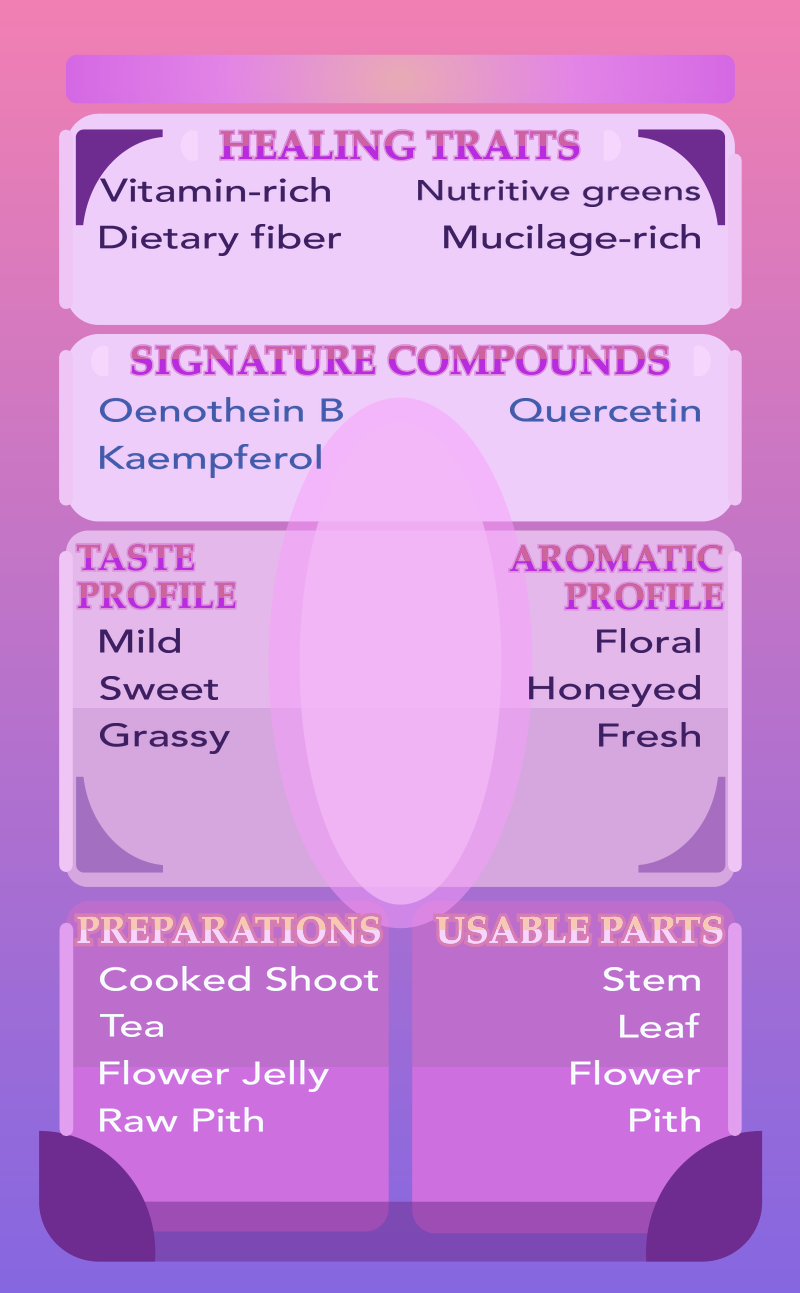 HEALING TRAITS
Vitamin-rich
Nutritive greens
Dietary fiber
Mucilage-rich
SIGNATURE COMPOUNDS
Oenothein B
Quercetin
Kaempferol
TASTE
PROFILE
Mild
Sweet
Grassy
AROMATIC
PROFILE
Floral
Honeyed
Fresh
PREPARATIONS
Cooked Shoot
Tea
Flower Jelly
Raw Pith
USABLE PARTS
Stem
Leaf
Flower
Pith